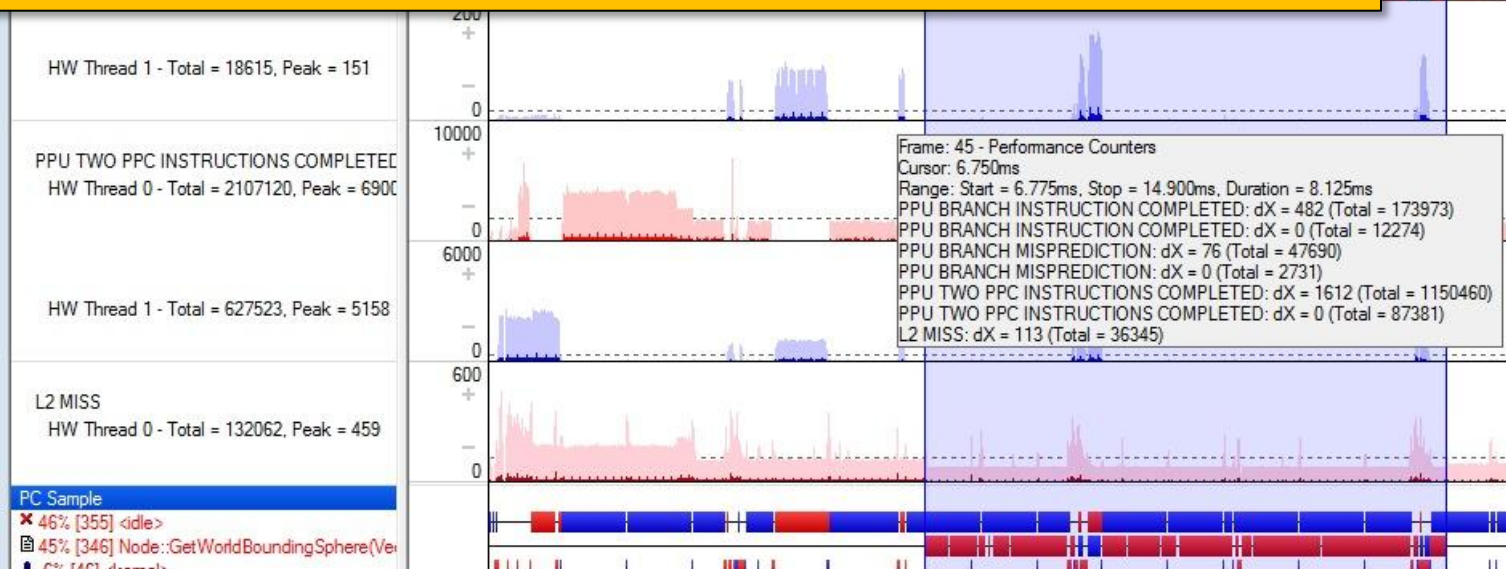 200
0
HW Thread 1 - Total = 18615, Peak = 151
10000
0
PPU TWO PPC INSTRUCTIONS COMPLETED
HW Thread 0 - Total = 2107120, Peak = 6900
6000
0
HW Thread 1 - Total = 627523, Peak = 5158
600
0
L2 MISS
HW Thread 0 - Total = 132062, Peak = 459
Frame: 45 - Performance Counters
Cursor: 6.750ms
Range: Start = 6.775ms, Stop = 14.900ms, Duration = 8.125ms
PPU BRANCH INSTRUCTION COMPLETED: dX = 482 (Total = 173973)
PPU BRANCH INSTRUCTION COMPLETED: dX = 0 (Total = 12274)
PPU BRANCH MISPREDICTION: dX = 76 (Total = 47690)
PPU BRANCH MISPREDICTION: dX = 0 (Total = 2731)
PPU TWO PPC INSTRUCTIONS COMPLETED: dX = 1612 (Total = 1150460)
PPU TWO PPC INSTRUCTIONS COMPLETED: dX = 0 (Total = 87381)
L2 MISS: dX = 113 (Total = 36345)
PC Sample
46% [355] <idle>
45% [346] Node::GetWorldBoundingSphere(Ve